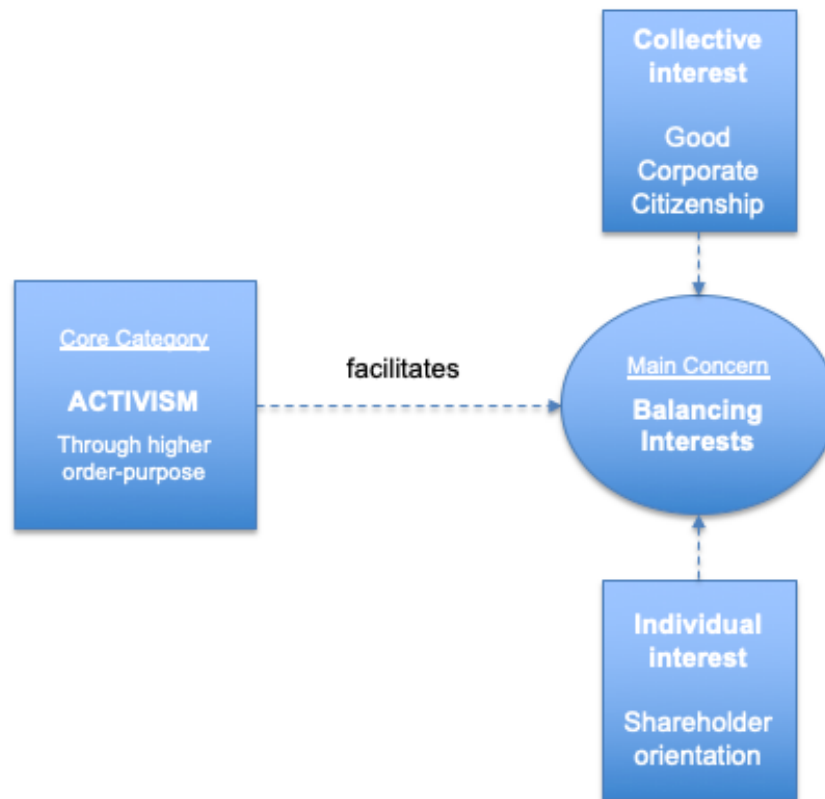 Collective
interest
Good
Corporate
Citizenship
Core Category
ACTIVISM
Through higher
order-purpose
facilitates
Main Concern
Balancing
Interests
Individual
interest
Shareholder
orientation